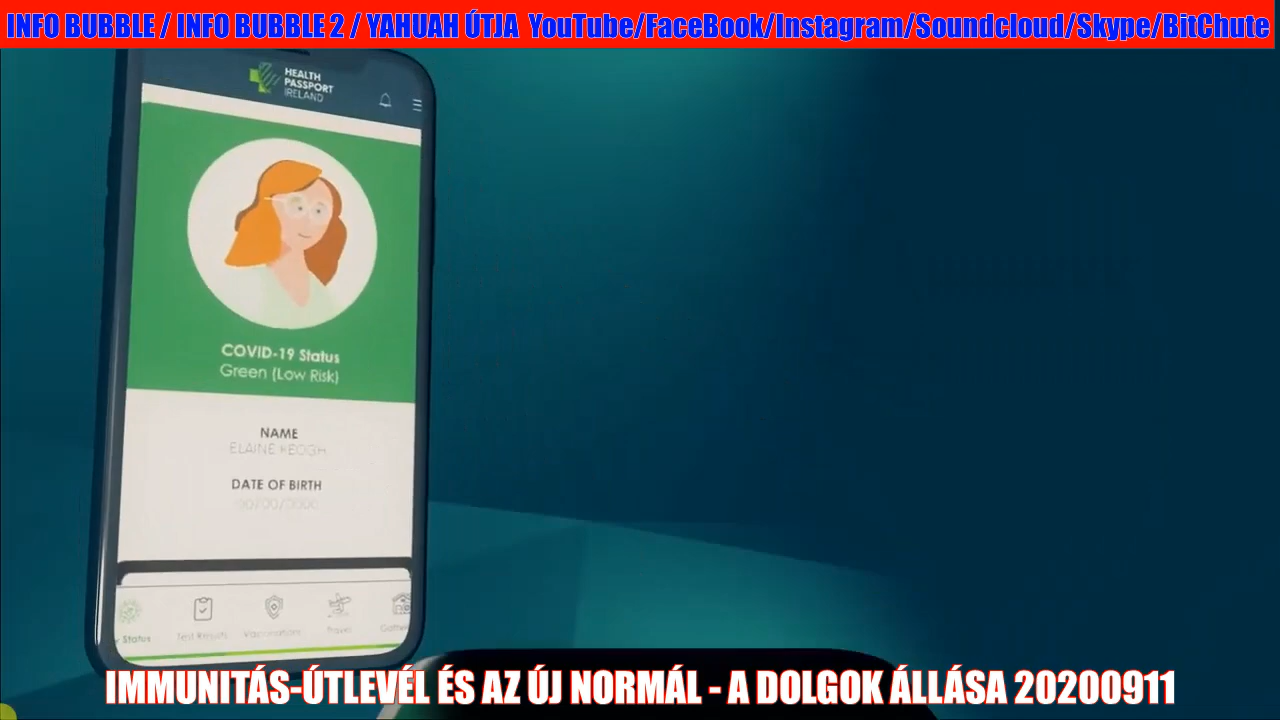 INFO BUBBLE / INFO BUBBLE 2 / YAHUAH ÚTJA YouTube/FaceBook/Instagram/Soundcloud/Skype/BitChute
HEALTH
PASSPORT
IRELAND
COVID-19 Status
Green (Low Risk)
NAME
ELAINE KEOGH
DATE OF BIRTH
Status Test Results Vaccinations Travel
IMMUNITÁS-ÚTLEVÉL ÉS AZ ÚJ NORMÁL - A DOLGOK ÁLLÁSA 20200911